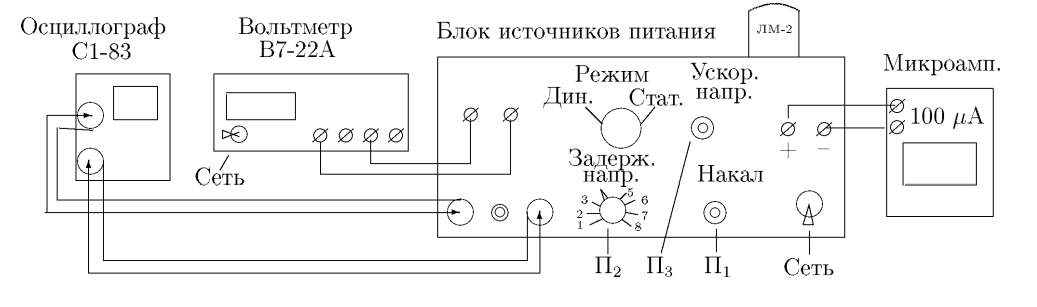 Осциллограф
С1-83
Вольтметр
В7-22А
Блок источников питания
ЛМ-2
Микроамп.
Режим
Дин.
Стат.
Ускор.
напр.
100 μA
+
−
Сеть
Задерж.
напр.
Накал
1
2
3
5
6
7
8
П₂
П₃
П₁
Сеть